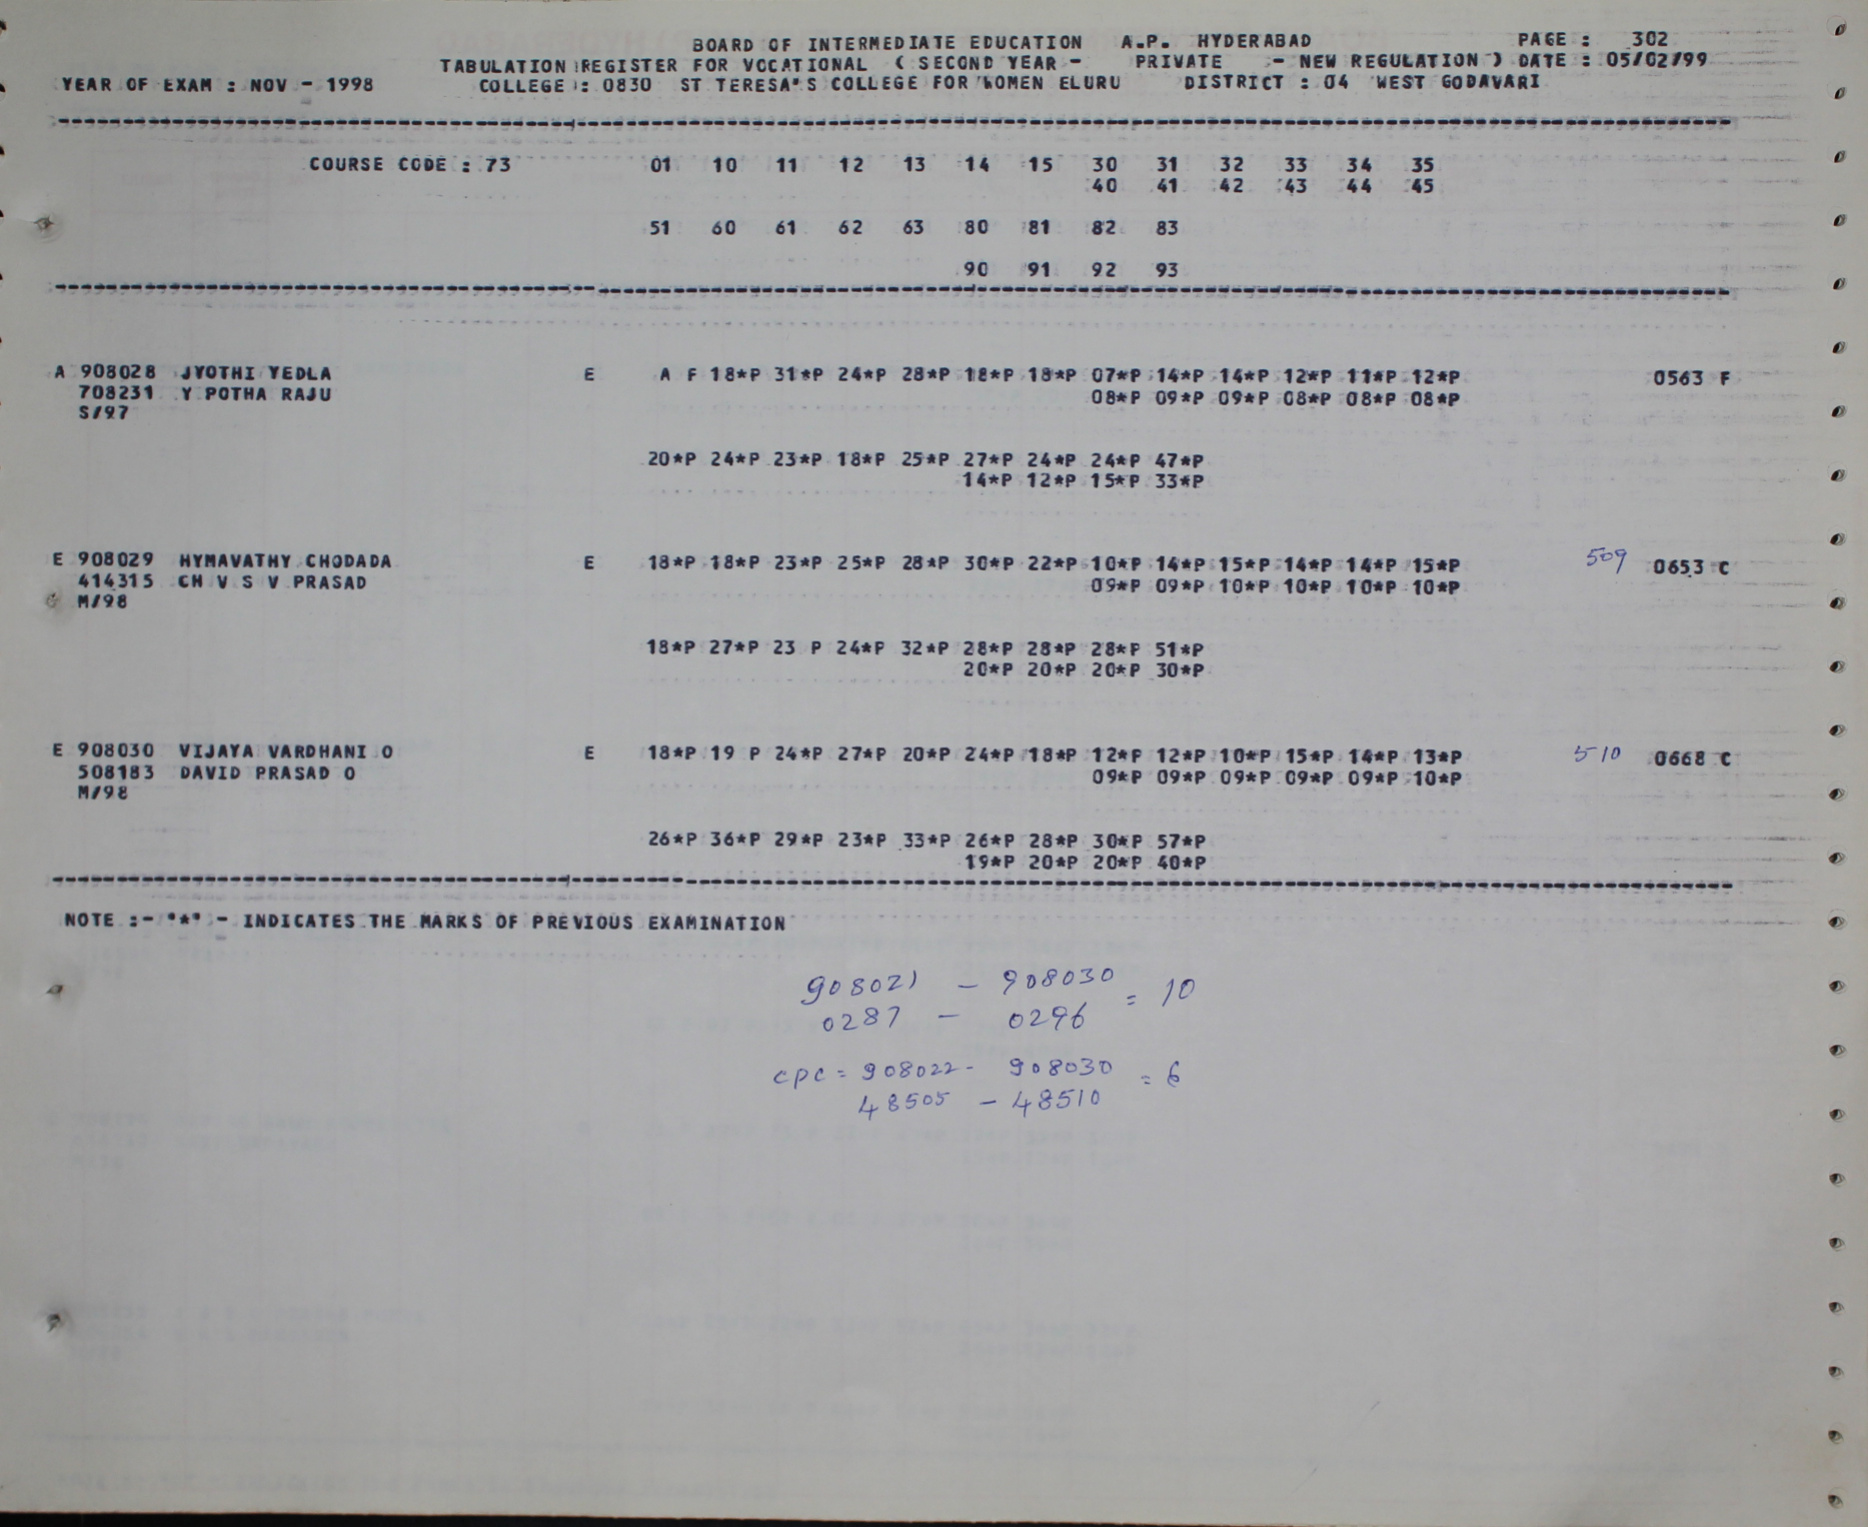 BOARD OF INTERMEDIATE EDUCATION A.P. HYDERABAD PAGE : 302
TABULATION REGISTER FOR VOCATIONAL ( SECOND YEAR - PRIVATE - NEW REGULATION ) DATE : 05/02/99
YEAR OF EXAM : NOV - 1998 COLLEGE : 0830 ST TERESA'S COLLEGE FOR WOMEN ELURU DISTRICT : 04 WEST GODAVARI
COURSE CODE : 73 01 10 11 12 13 14 15 30 31 32 33 34 35
40 41 42 43 44 45
51 60 61 62 63 80 81 82 83
90 91 92 93
A 908028 JYOTHI YEDLA E A F 18*P 31*P 24*P 28*P 18*P 18*P 07*P 14*P 14*P 12*P 11*P 12*P 0563 F
708231 Y POTHA RAJU 08*P 09*P 09*P 08*P 08*P 08*P
S/97
20*P 24*P 23*P 18*P 25*P 27*P 24*P 24*P 47*P
14*P 12*P 15*P 33*P
E 908029 HYMAVATHY CHODADA E 18*P 18*P 23*P 25*P 28*P 30*P 22*P 10*P 14*P 15*P 14*P 14*P 15*P 509 0653 C
414315 CH V S V PRASAD 09*P 09*P 10*P 10*P 10*P 10*P
M/98
18*P 27*P 23 P 24*P 32*P 28*P 28*P 28*P 51*P
20*P 20*P 20*P 30*P
E 908030 VIJAYA VARDHANI O E 18*P 19 P 24*P 27*P 20*P 24*P 18*P 12*P 12*P 10*P 15*P 14*P 13*P 510 0668 C
508183 DAVID PRASAD O 09*P 09*P 09*P 09*P 09*P 10*P
M/98
26*P 36*P 29*P 23*P 33*P 26*P 28*P 30*P 57*P
19*P 20*P 20*P 40*P
NOTE :- "*" - INDICATES THE MARKS OF PREVIOUS EXAMINATION
908021 - 908030 = 10
0287 - 0296
cpc = 908022 - 908030 = 6
48505 - 48510